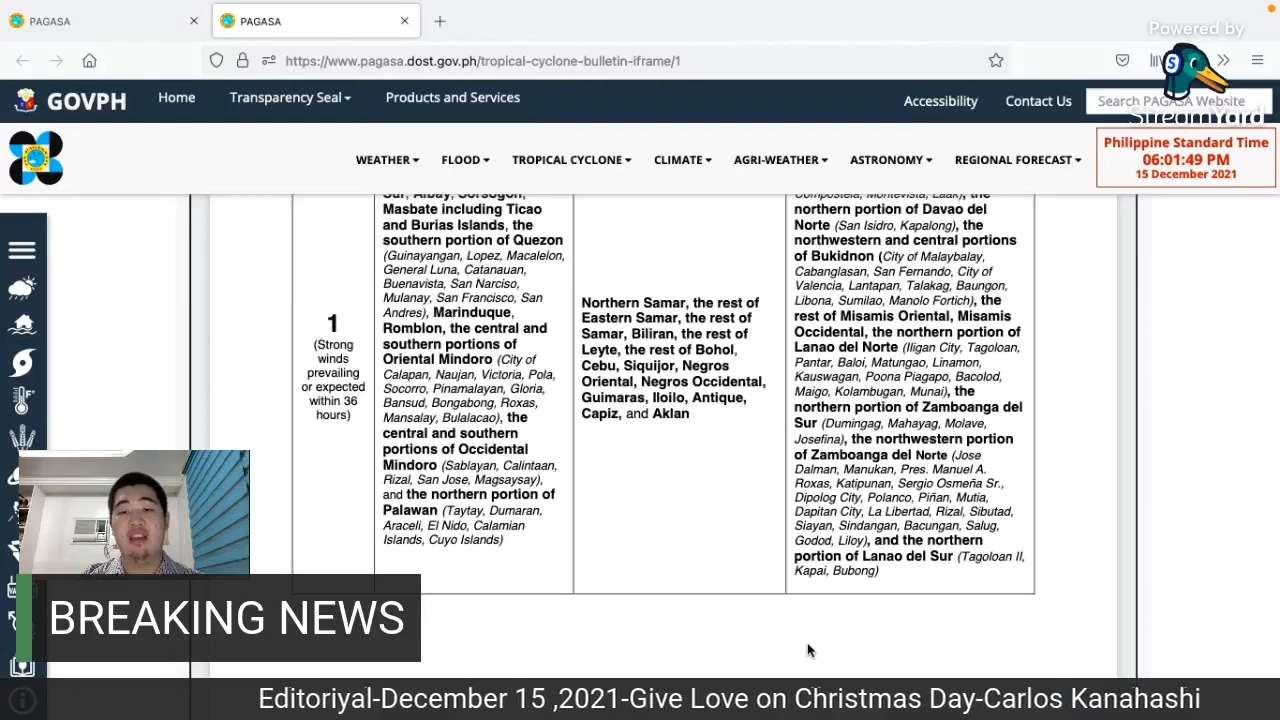 PAGASA
PAGASA
Powered by
https://www.pagasa.dost.gov.ph/tropical-cyclone-bulletin-iframe/1
GOVPH
Home
Transparency Seal
Products and Services
Accessibility
Contact Us
Search PAGASA Website
StreamYard
WEATHER
FLOOD
TROPICAL CYCLONE
CLIMATE
AGRI-WEATHER
ASTRONOMY
REGIONAL FORECAST
Philippine Standard Time
06:01:49 PM
15 December 2021
1
(Strong
winds
prevailing
or expected
within 36
hours)
Sur, Albay, Sorsogon,
Masbate including Ticao
and Burias Islands, the
southern portion of Quezon
(Guinayangan, Lopez, Macalelon,
General Luna, Catanauan,
Buenavista, San Narciso,
Mulanay, San Francisco, San
Andres), Marinduque,
Romblon, the central and
southern portions of
Oriental Mindoro (City of
Calapan, Naujan, Victoria, Pola,
Socorro, Pinamalayan, Gloria,
Bansud, Bongabong, Roxas,
Mansalay, Bulalacao), the
central and southern
portions of Occidental
Mindoro (Sablayan, Calintaan,
Rizal, San Jose, Magsaysay),
and the northern portion of
Palawan (Taytay, Dumaran,
Araceli, El Nido, Calamian
Islands, Cuyo Islands)
Northern Samar, the rest of
Eastern Samar, the rest of
Samar, Biliran, the rest of
Leyte, the rest of Bohol,
Cebu, Siquijor, Negros
Oriental, Negros Occidental,
Guimaras, Iloilo, Antique,
Capiz, and Aklan
Compostela, Montevista, Laak), the
northern portion of Davao del
Norte (San Isidro, Kapalong), the
northwestern and central portions
of Bukidnon (City of Malaybalay,
Cabanglasan, San Fernando, City of
Valencia, Lantapan, Talakag, Baungon,
Libona, Sumilao, Manolo Fortich), the
rest of Misamis Oriental, Misamis
Occidental, the northern portion of
Lanao del Norte (Iligan City, Tagoloan,
Pantar, Baloi, Matungao, Linamon,
Kauswagan, Poona Piagapo, Bacolod,
Maigo, Kolambugan, Munai), the
northern portion of Zamboanga del
Sur (Dumingag, Mahayag, Molave,
Josefina), the northwestern portion
of Zamboanga del Norte (Jose
Dalman, Manukan, Pres. Manuel A.
Roxas, Katipunan, Sergio Osmeña Sr.,
Dipolog City, Polanco, Piñan, Mutia,
Dapitan City, La Libertad, Rizal, Sibutad,
Siayan, Sindangan, Bacungan, Salug,
Godod, Liloy), and the northern
portion of Lanao del Sur (Tagoloan II,
Kapai, Bubong)
BREAKING NEWS
Editoriyal-December 15 ,2021-Give Love on Christmas Day-Carlos Kanahashi